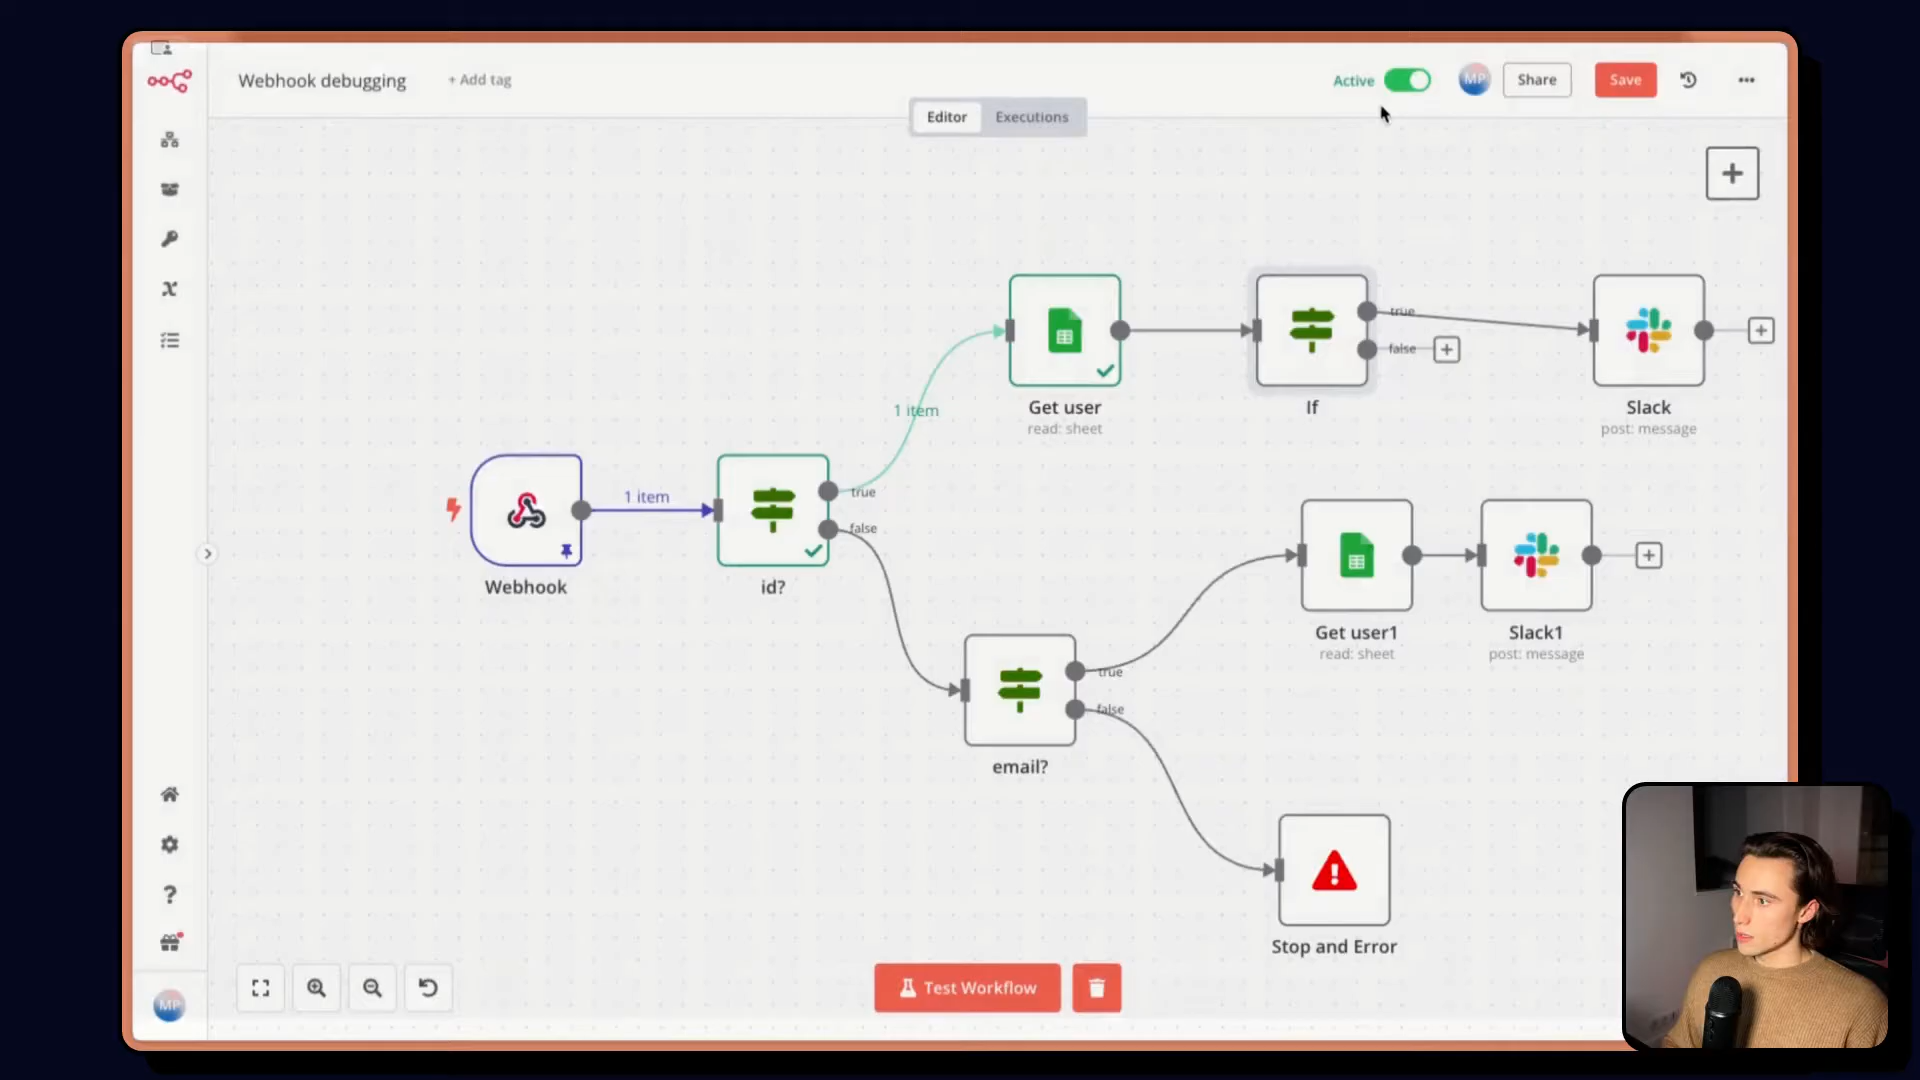 Webhook debugging
+ Add tag
Active
MP
Share
Save
Editor
Executions
true
false
Get user
read: sheet
If
Slack
post: message
1 item
1 item
true
false
Webhook
id?
Get user1
read: sheet
Slack1
post: message
true
false
email?
Stop and Error
Test Workflow
MP